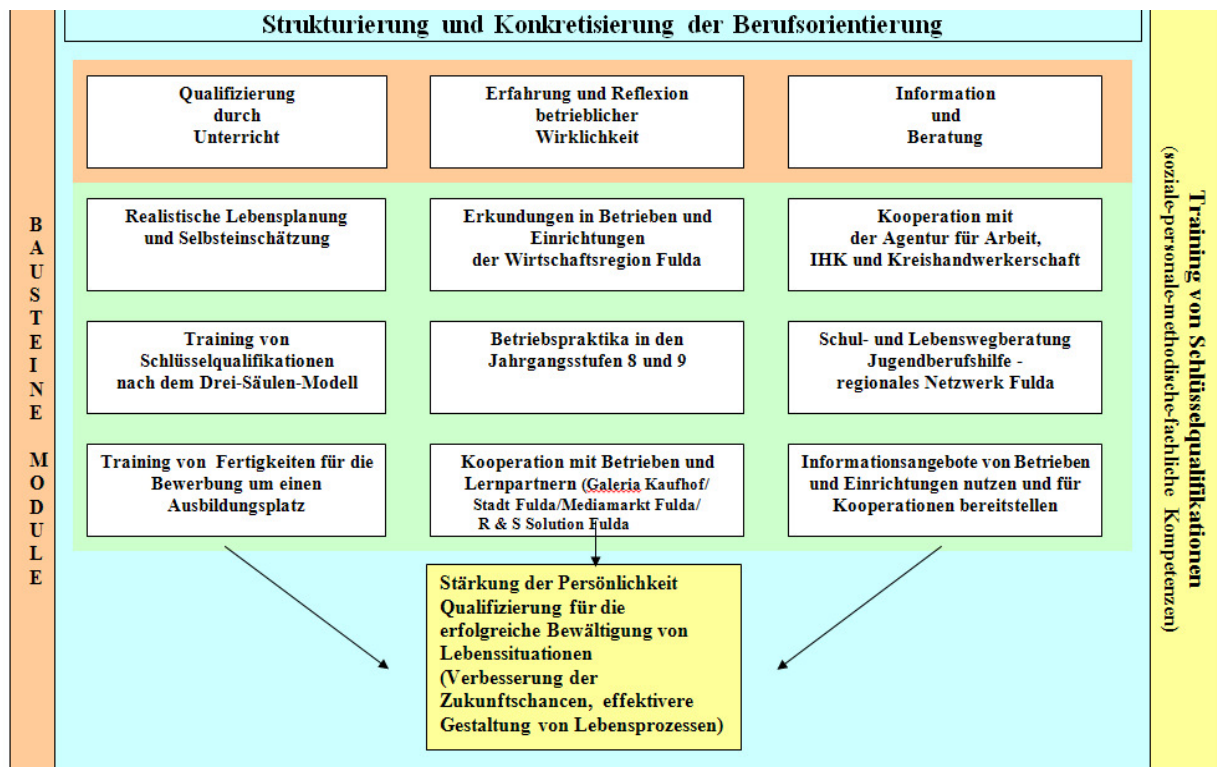 Strukturierung und Konkretisierung der Berufsorientierung
BAUSTEINE MODULE
Qualifizierung
durch
Unterricht
Erfahrung und Reflexion
betrieblicher
Wirklichkeit
Information
und
Beratung
Realistische Lebensplanung
und Selbsteinschätzung
Erkundungen in Betrieben und
Einrichtungen
der Wirtschaftsregion Fulda
Kooperation mit
der Agentur für Arbeit,
IHK und Kreishandwerkerschaft
Training von
Schlüsselqualifikationen
nach dem Drei-Säulen-Modell
Betriebspraktika in den
Jahrgangsstufen 8 und 9
Schul- und Lebenswegberatung
Jugendberufshilfe -
regionales Netzwerk Fulda
Training von Fertigkeiten für die
Bewerbung um einen
Ausbildungsplatz
Kooperation mit Betrieben und
Lernpartnern (Galeria Kaufhof/
Stadt Fulda/Mediamarkt Fulda/
R & S Solution Fulda
Informationsangebote von Betrieben
und Einrichtungen nutzen und für
Kooperationen bereitstellen
Stärkung der Persönlichkeit
Qualifizierung für die
erfolgreiche Bewältigung von
Lebenssituationen
(Verbesserung der
Zukunftschancen, effektivere
Gestaltung von Lebensprozessen)
Training von Schlüsselqualifikationen
(soziale-personale-methodische-fachliche Kompetenzen)